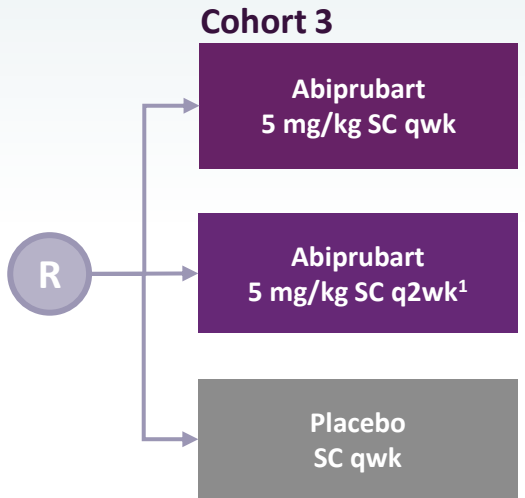 Cohort 3
Abiprubart
5 mg/kg SC qwk
R
Abiprubart
5 mg/kg SC q2wk¹
Placebo
SC qwk